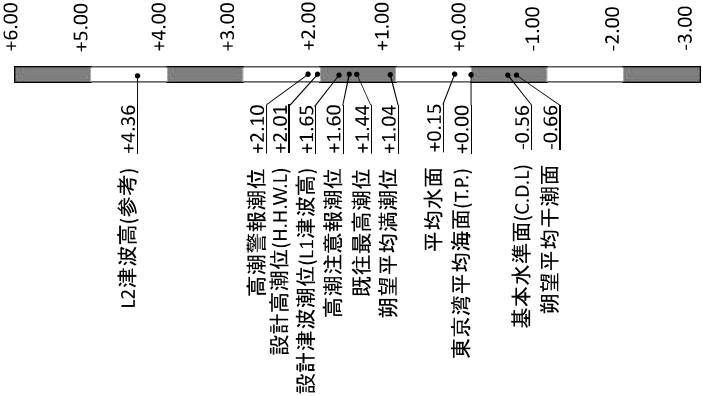 +6.00
+5.00
+4.00
+3.00
+2.00
+1.00
+0.00
-1.00
-2.00
-3.00
L2津波高(参考) +4.36
高潮警報潮位 +2.10
設計高潮位(H.H.W.L) +2.01
設計津波潮位(L1津波高) +1.65
高潮注意報潮位 +1.60
既往最高潮位 +1.44
朔望平均満潮位 +1.04
平均水面 +0.15
東京湾平均海面(T.P.) +0.00
基本水準面(C.D.L) -0.56
朔望平均干潮面 -0.66